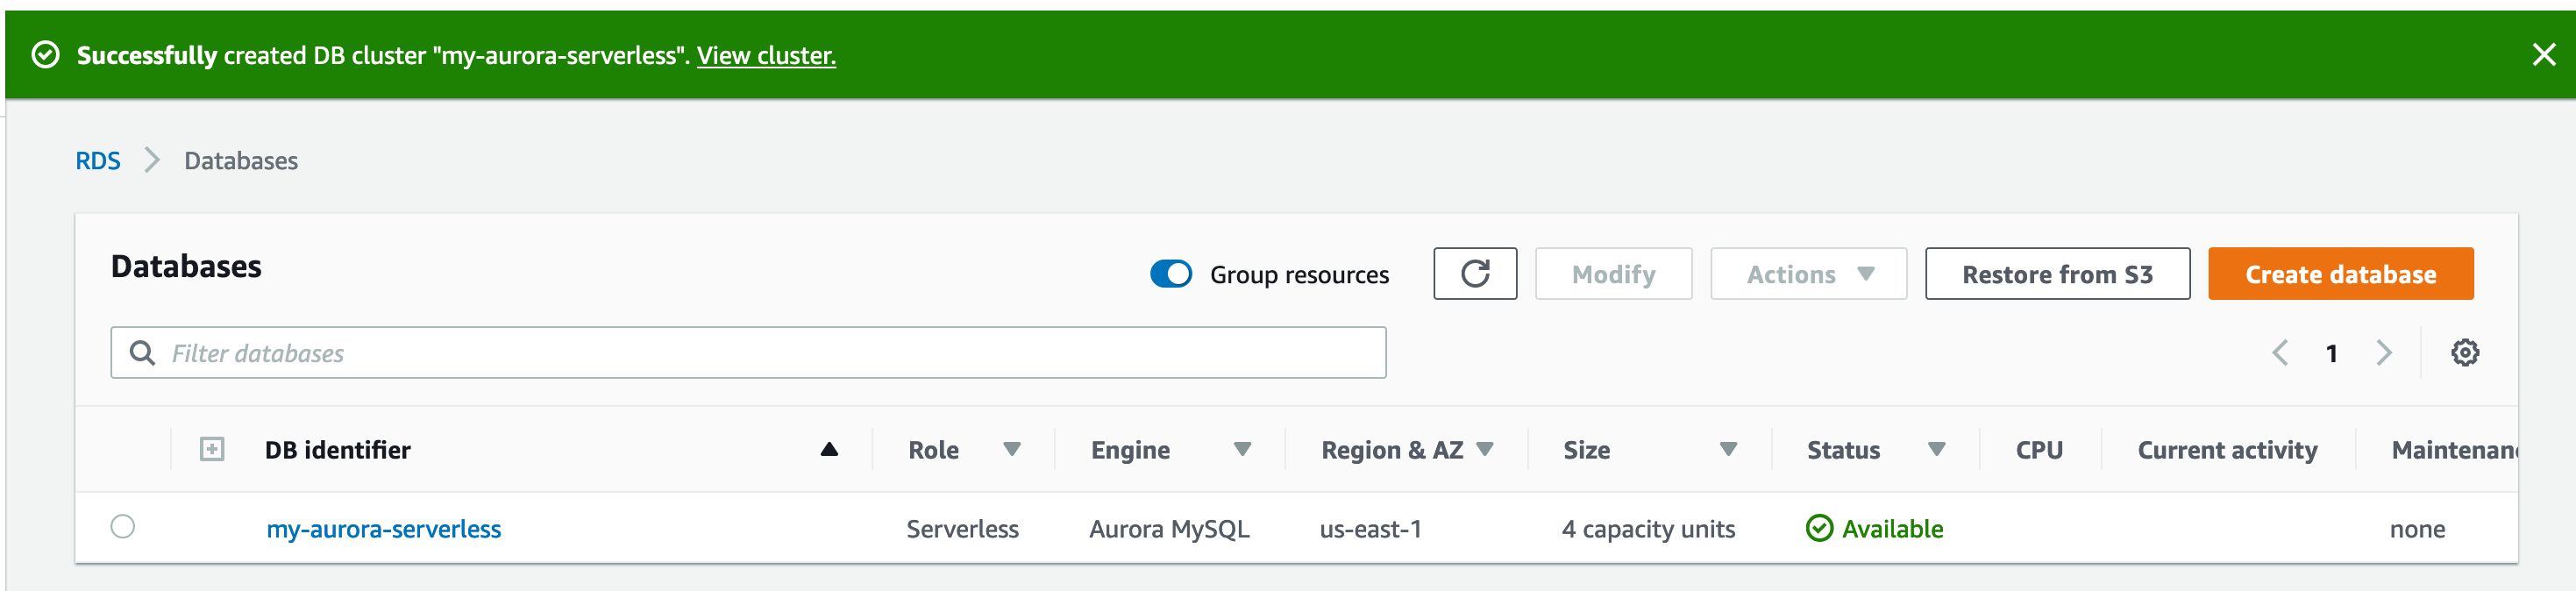 Successfully created DB cluster "my-aurora-serverless". View cluster.
RDS Databases
Databases
Group resources
Modify
Actions
Restore from S3
Create database
Filter databases
1
DB identifier Role Engine Region & AZ Size Status CPU Current activity Maintenan
my-aurora-serverless Serverless Aurora MySQL us-east-1 4 capacity units Available none